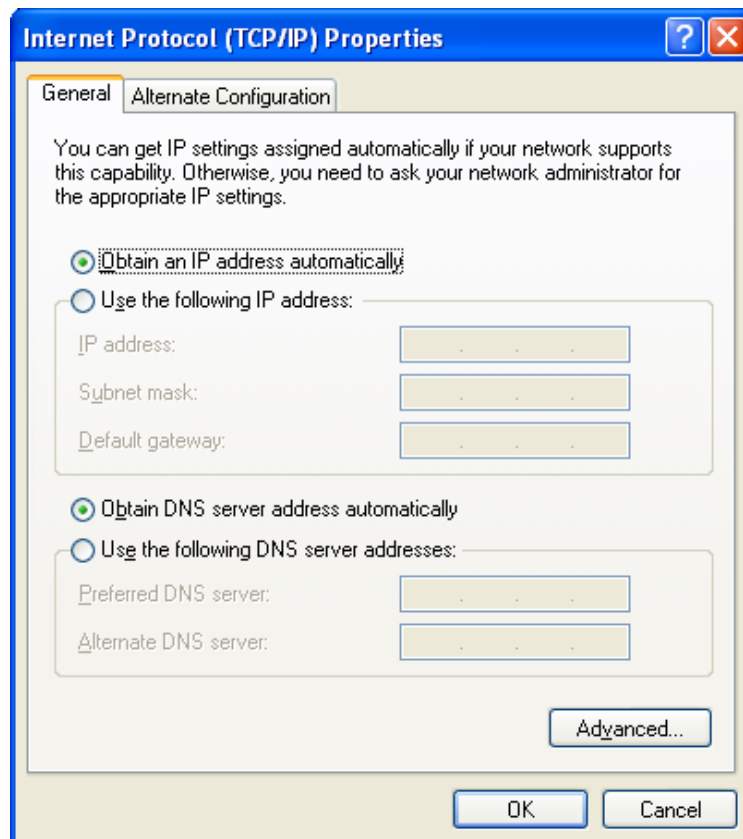 Internet Protocol (TCP/IP) Properties
General
Alternate Configuration
You can get IP settings assigned automatically if your network supports
this capability. Otherwise, you need to ask your network administrator for
the appropriate IP settings.
Obtain an IP address automatically
Use the following IP address:
IP address:
Subnet mask:
Default gateway:
Obtain DNS server address automatically
Use the following DNS server addresses:
Preferred DNS server:
Alternate DNS server:
Advanced...
OK
Cancel